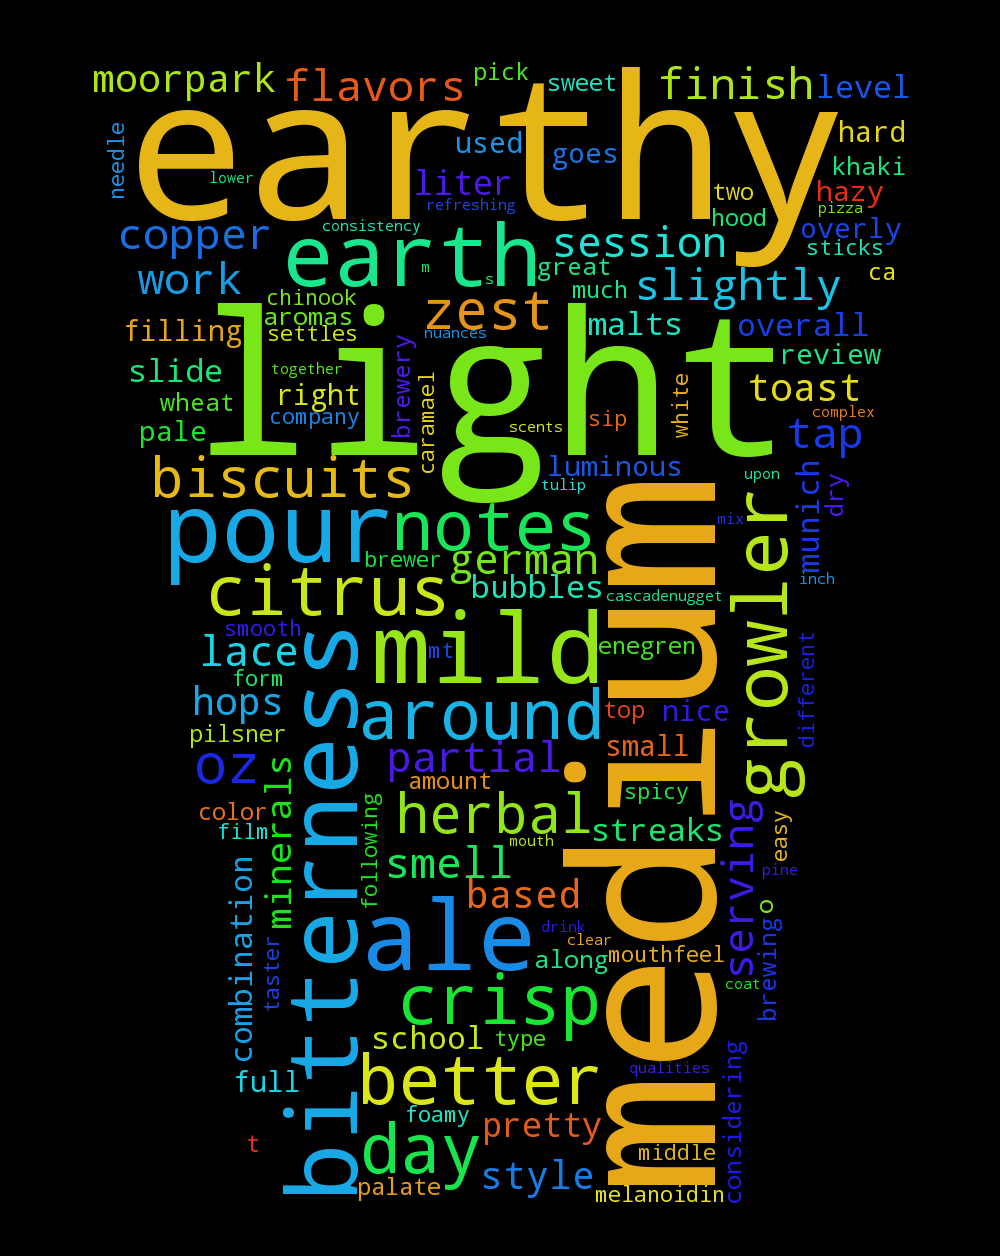 earthy
moorpark
flavors
pick
sweet
finish
level
needle
used
goes
hard
khaki
lower
liter
refreshing
two
hazy
hood
pizza
copper
consistency
session
overly
sticks
work
earth
m
s
great
much
slightly
ca
chinook
aromas
settles
zest
nuances
malts
overall
filling
light
review
slide
together
right
company
brewery
caramael
wheat
pale
scents
sip
white
toast
complex
tap
biscuits
luminous
tulip
upon
munich
dry
pour
notes
mix
medium
growler
brewer
german
bubbles
inch
citrus
cascadenugget
smooth
lace
form
mild
mt
enegren
different
hops
around
top
nice
pilsner
bitterness
partial
small
oz
minerals
amount
spicy
color
film
following
herbal
mouth
streaks
serving
easy
smell
pine
combination
based
ale
drink
clear
o
taster
along
mouthfeel
brewing
coat
crisp
school
type
considering
full
better
qualities
foamy
pretty
t
day
middle
style
palate
melanoidin